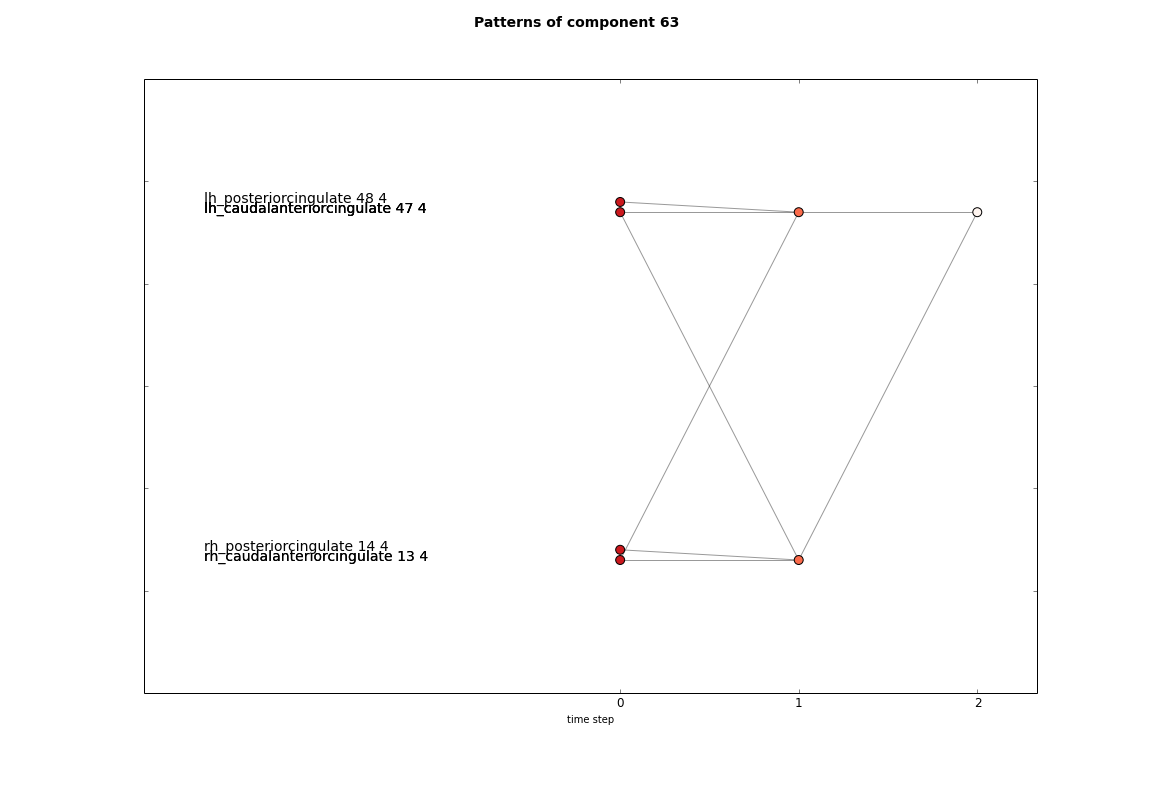 Patterns of component 63
lh_posteriorcingulate 48 4
lh_caudalanteriorcingulate 47 4
rh_posteriorcingulate 14 4
rh_caudalanteriorcingulate 13 4
0 1 2
time step